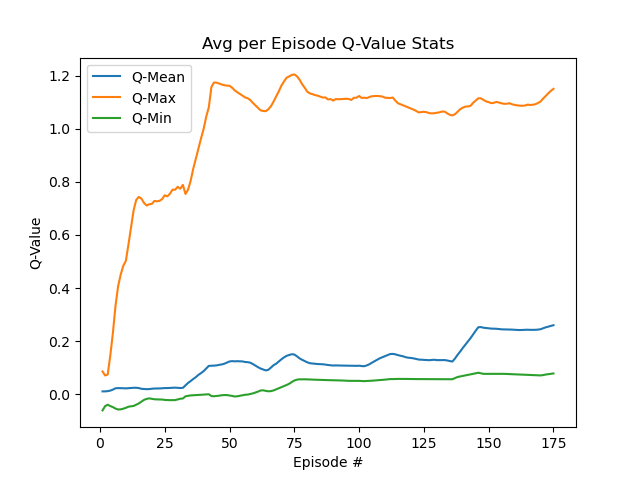 Avg per Episode Q-Value Stats
Q-Mean
Q-Max
Q-Min
Q-Value
1.2
1.0
0.8
0.6
0.4
0.2
0.0
0 25 50 75 100 125 150 175
Episode #